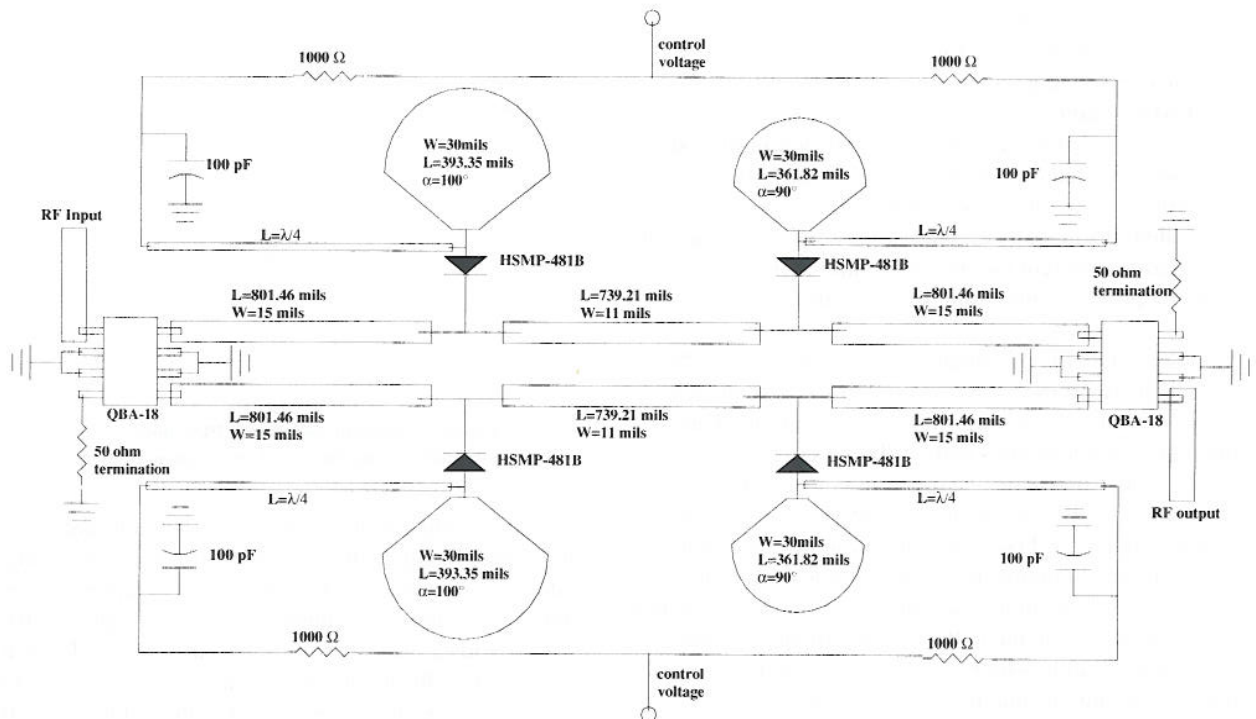 control
voltage
1000 Ω
1000 Ω
W=30mils
L=393.35 mils
α=100°
W=30mils
L=361.82 mils
α=90°
100 pF
100 pF
RF Input
L=λ/4
L=λ/4
HSMP-481B
HSMP-481B
50 ohm
termination
L=801.46 mils
W=15 mils
L=739.21 mils
W=11 mils
L=801.46 mils
W=15 mils
QBA-18
QBA-18
L=801.46 mils
W=15 mils
L=739.21 mils
W=11 mils
L=801.46 mils
W=15 mils
50 ohm
termination
HSMP-481B
HSMP-481B
L=λ/4
L=λ/4
RF output
100 pF
100 pF
W=30mils
L=393.35 mils
α=100°
W=30mils
L=361.82 mils
α=90°
1000 Ω
1000 Ω
control
voltage